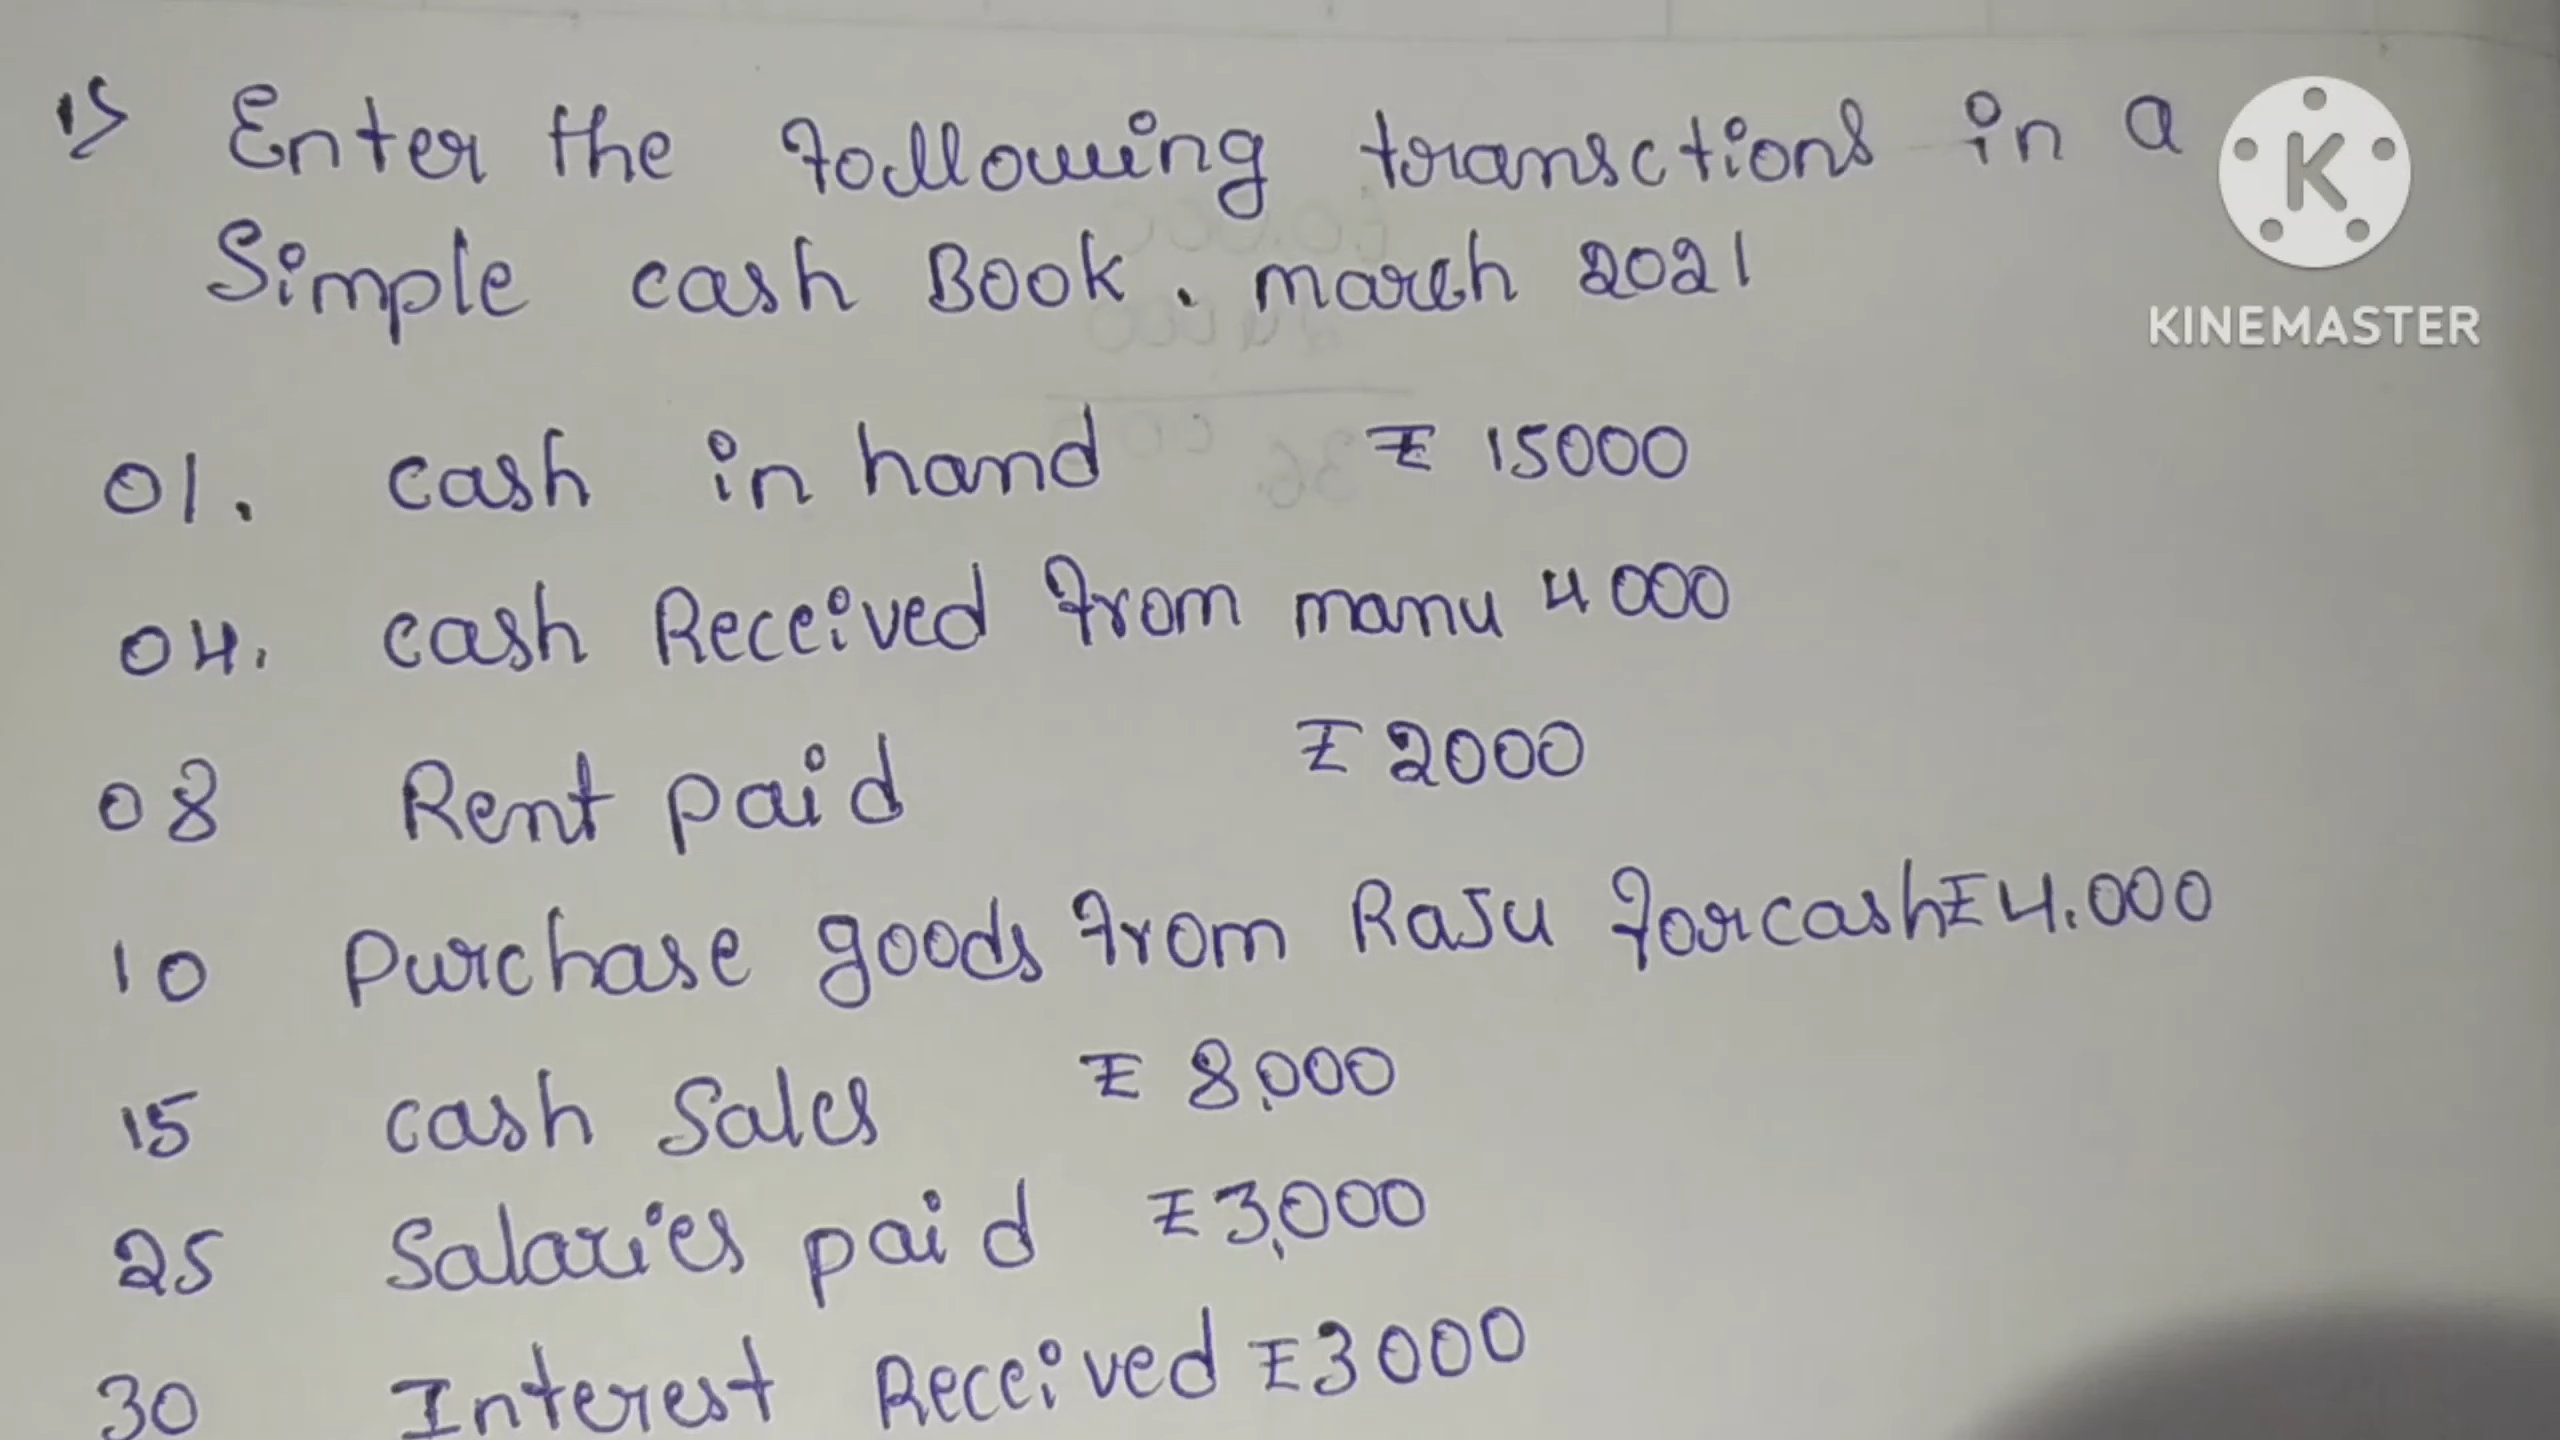 1) Enter the following transctions in a
Simple cash Book. march 2021
K
KINEMASTER
01. cash in hand ₹ 15000
04. cash Received from manu 4000
08 Rent paid ₹ 2000
10 Purchase goods from Raju for cash ₹ 4.000
15 cash Sales ₹ 8,000
25 Salaries paid ₹ 3,000
30 Interest Received ₹ 3000